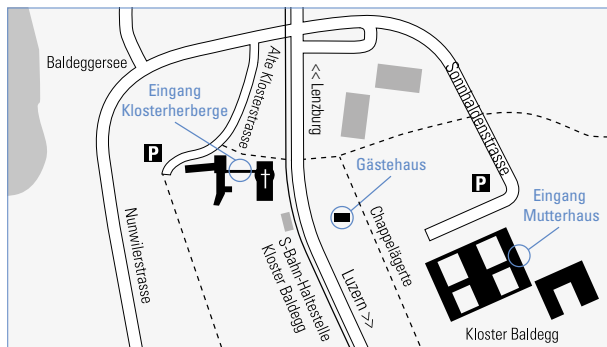 Baldeggersee
Eingang
Klosterherberge
P
Alte Klosterstrasse
<< Lenzburg
Sonnhaldenstrasse
Gästehaus
P
Eingang
Mutterhaus
Nunwilerstrasse
S-Bahn-Haltestelle
Kloster Baldegg
Chappelägerte
Luzern >>
Kloster Baldegg